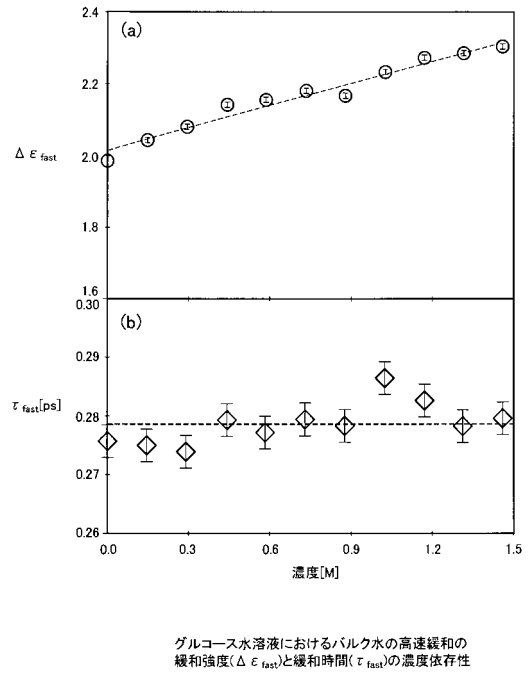 (a)
2.4
2.2
2.0
1.8
1.6
Δε fast
(b)
0.30
0.29
0.28
0.27
0.26
τ fast[ps]
0.0 0.3 0.6 0.9 1.2 1.5
濃度[M]
グルコース水溶液におけるバルク水の高速緩和の
緩和強度(Δε fast)と緩和時間(τ fast)の濃度依存性